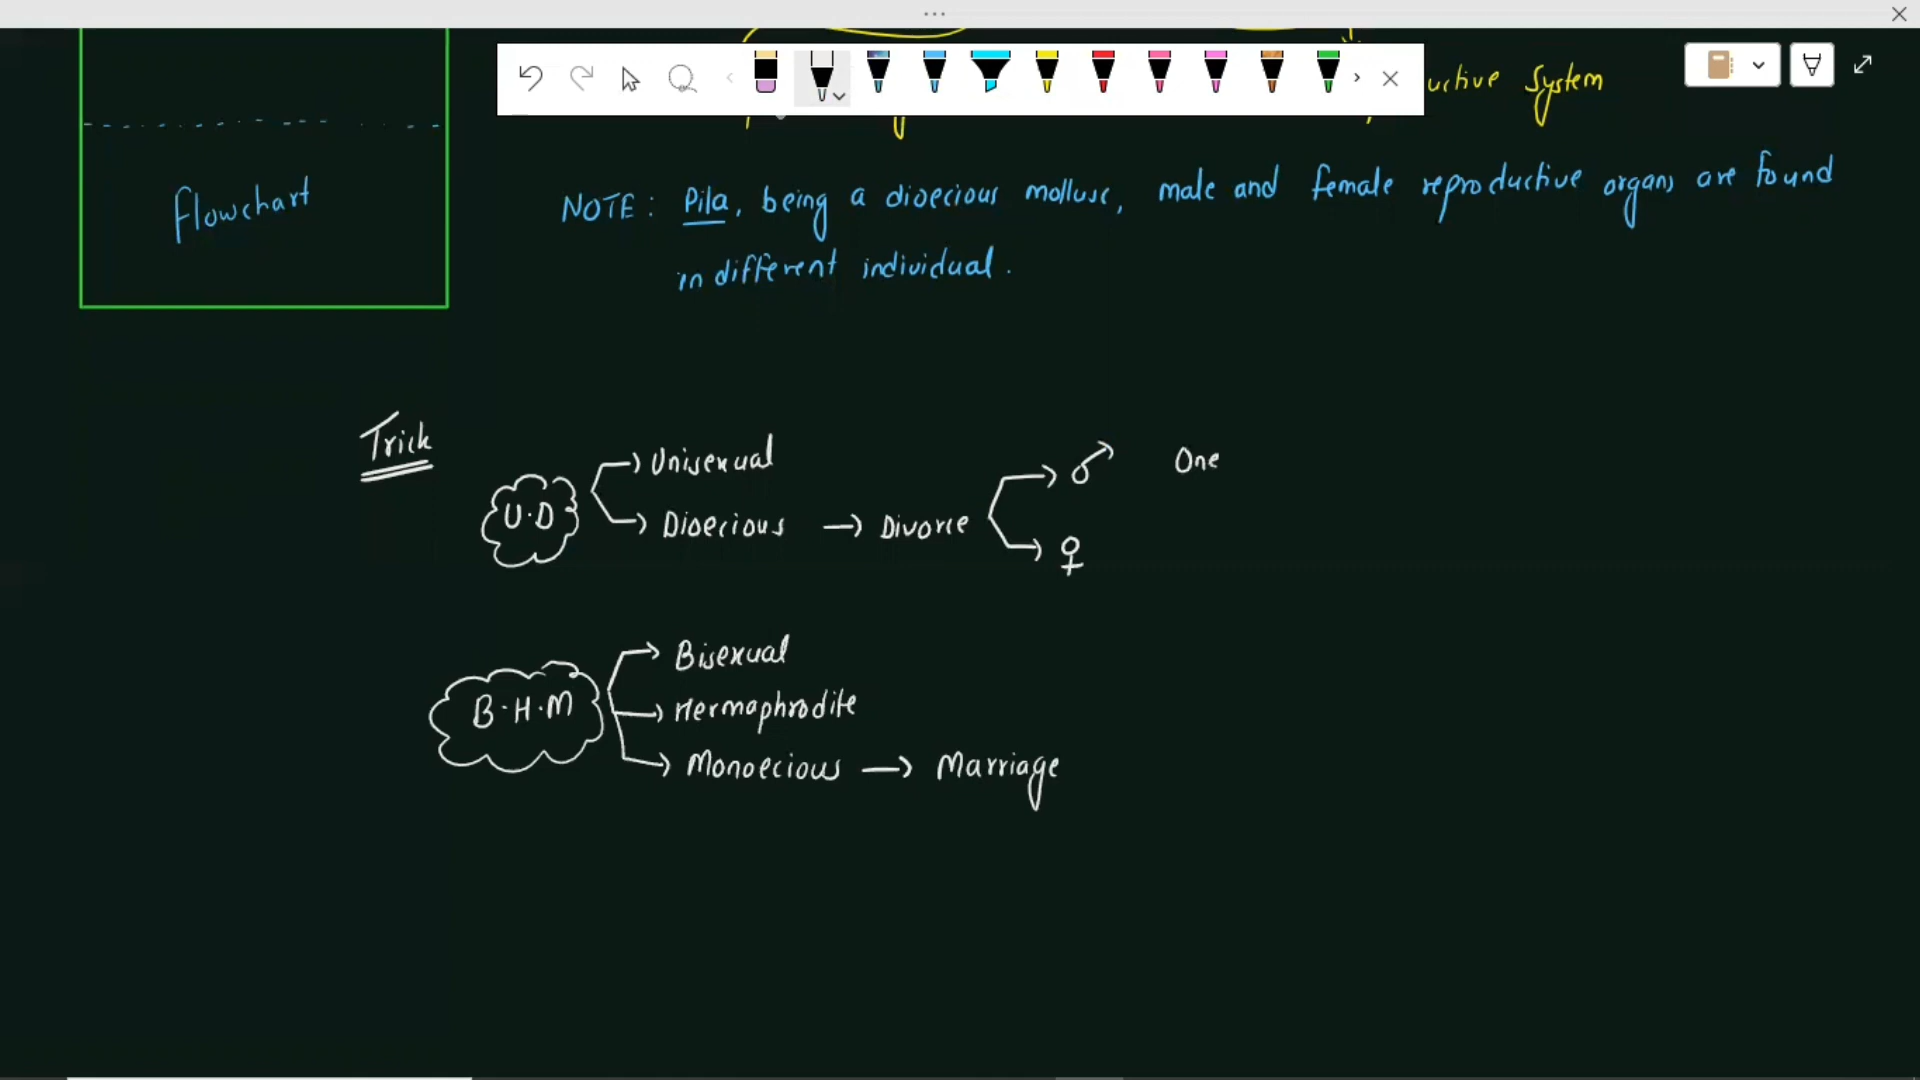 uctive System
Flowchart
NOTE: Pila, being a dioecious mollusc, male and female reproductive organs are found
in different individual.
Trick
U.D
Unisexual
Dioecious → Divorce
♂ One
♀
B.H.M
Bisexual
Hermaphrodite
Monoecious → Marriage